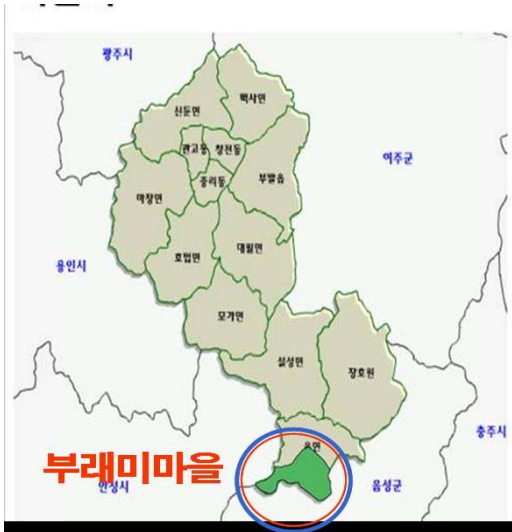 광주시
백사면
신둔면
관고동 창전동
여주군
중리동
부발읍
마장면
대월면
호법면
용인시
모가면
설성면
장호원
충주시
부래미마을
안성시
음성군